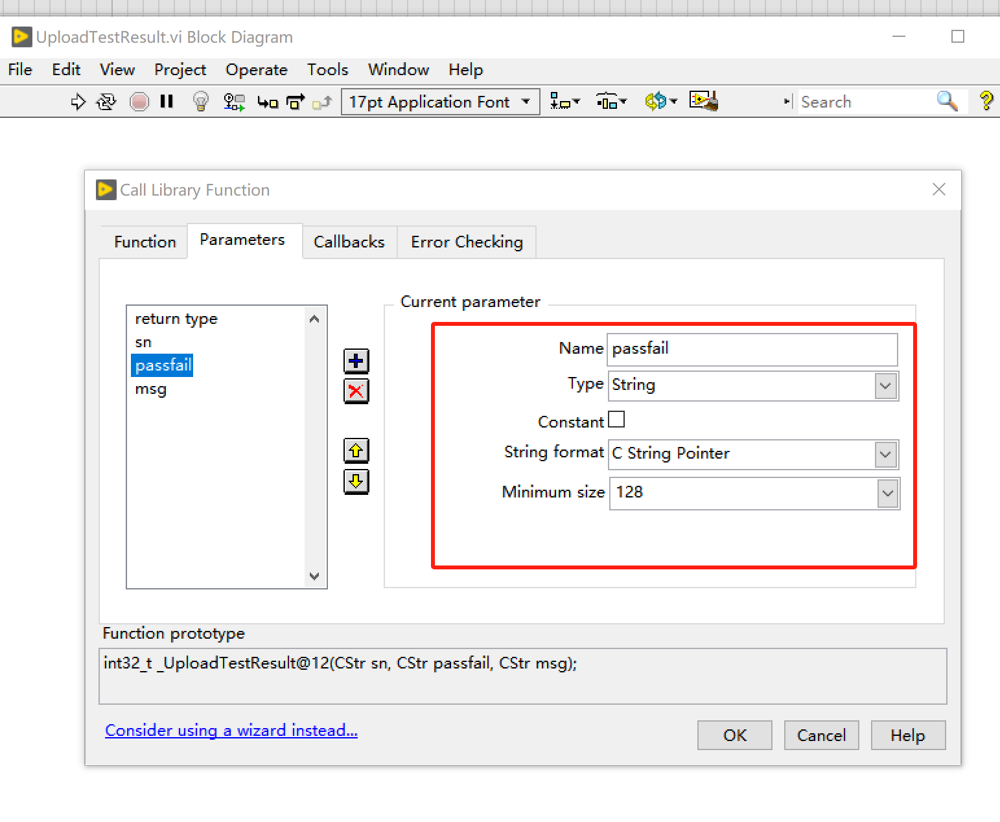 UploadTestResult.vi Block Diagram
File Edit View Project Operate Tools Window Help
17pt Application Font
Search
Call Library Function
Function Parameters Callbacks Error Checking
return type
sn
passfail
msg
Current parameter
Name passfail
Type String
Constant
String format C String Pointer
Minimum size 128
Function prototype
int32_t _UploadTestResult@12(CStr sn, CStr passfail, CStr msg);
Consider using a wizard instead...
OK Cancel Help